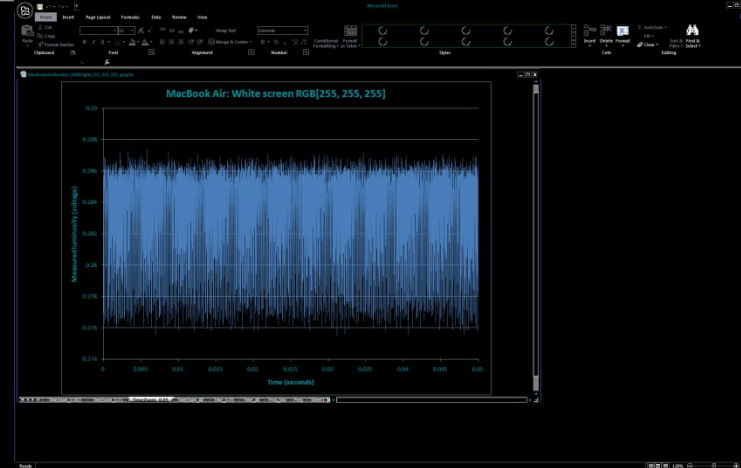 Microsoft Excel
Home Insert Page Layout Formulas Data Review View
Cut
Copy
Format Painter
Paste
Wrap Text
Merge & Center
General
Conditional Formatting
Format as Table
Insert Delete Format
AutoSum
Fill
Clear
Sort & Filter
Find & Select
Clipboard Font Alignment Number Styles Cells Editing
MacBook Air: White screen RGB[255, 255, 255]
Measured luminosity (voltage)
0.29
0.288
0.286
0.284
0.282
0.28
0.278
0.276
0.274
0 0.005 0.01 0.015 0.02 0.025 0.03 0.035 0.04 0.045 0.05
Time (seconds)
Ready